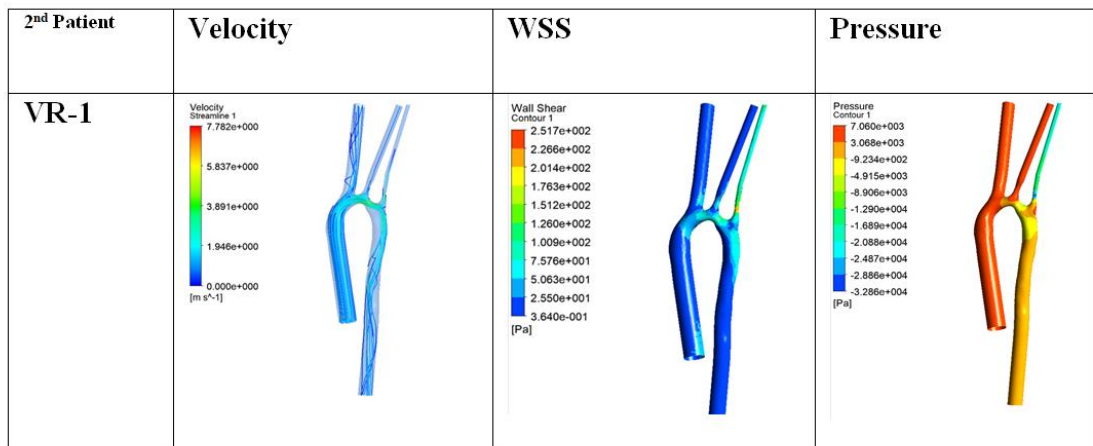 2nd Patient
Velocity
WSS
Pressure
VR-1
Velocity
Streamline 1
7.782e+000
5.837e+000
3.891e+000
1.946e+000
0.000e+000
[m s^-1]
Wall Shear
Contour 1
2.517e+002
2.266e+002
2.014e+002
1.763e+002
1.512e+002
1.260e+002
1.009e+002
7.576e+001
5.063e+001
2.550e+001
3.640e-001
[Pa]
Pressure
Contour 1
7.060e+003
3.068e+003
-9.234e+002
-4.915e+003
-8.906e+003
-1.290e+004
-1.689e+004
-2.088e+004
-2.487e+004
-2.886e+004
-3.286e+004
[Pa]